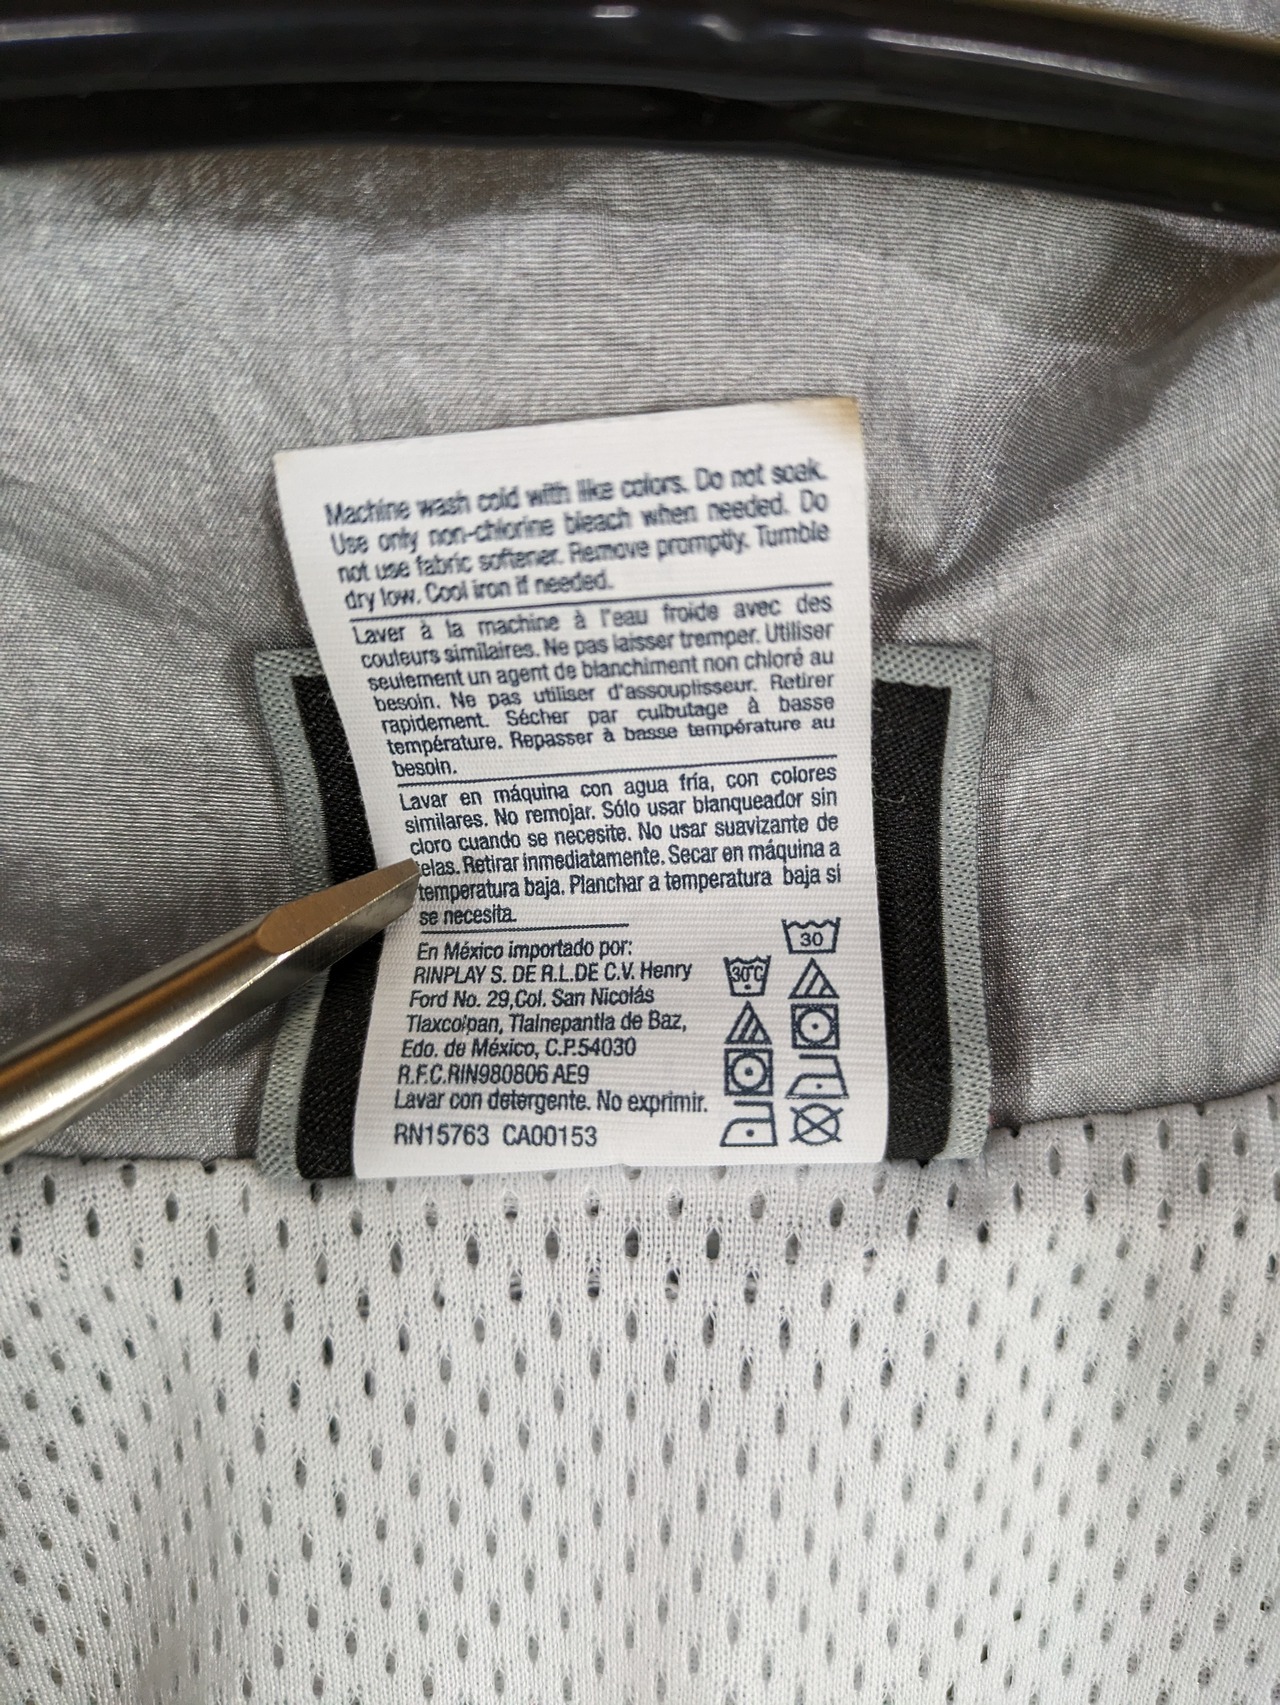 Machine wash cold with like colors. Do not soak.
Use only non-chlorine bleach when needed. Do
not use fabric softener. Remove promptly. Tumble
dry low. Cool iron if needed.
Laver à la machine à l'eau froide avec des
couleurs similaires. Ne pas laisser tremper. Utiliser
seulement un agent de blanchiment non chloré au
besoin. Ne pas utiliser d'assouplisseur. Retirer
rapidement. Sécher par culbutage à basse
température. Repasser à basse température au
besoin.
Lavar en máquina con agua fría, con colores
similares. No remojar. Sólo usar blanqueador sin
cloro cuando se necesite. No usar suavizante de
elas. Retirar inmediatamente. Secar en máquina a
temperatura baja. Planchar a temperatura baja si
se necesita.
En México importado por:
RINPLAY S. DE R.L.DE C.V. Henry
Ford No. 29,Col. San Nicolás
Tlaxcolpan, Tlalnepantla de Baz,
Edo. de México, C.P.54030
R.F.C.RIN980806 AE9
Lavar con detergente. No exprimir.
RN15763 CA00153
30
30°C